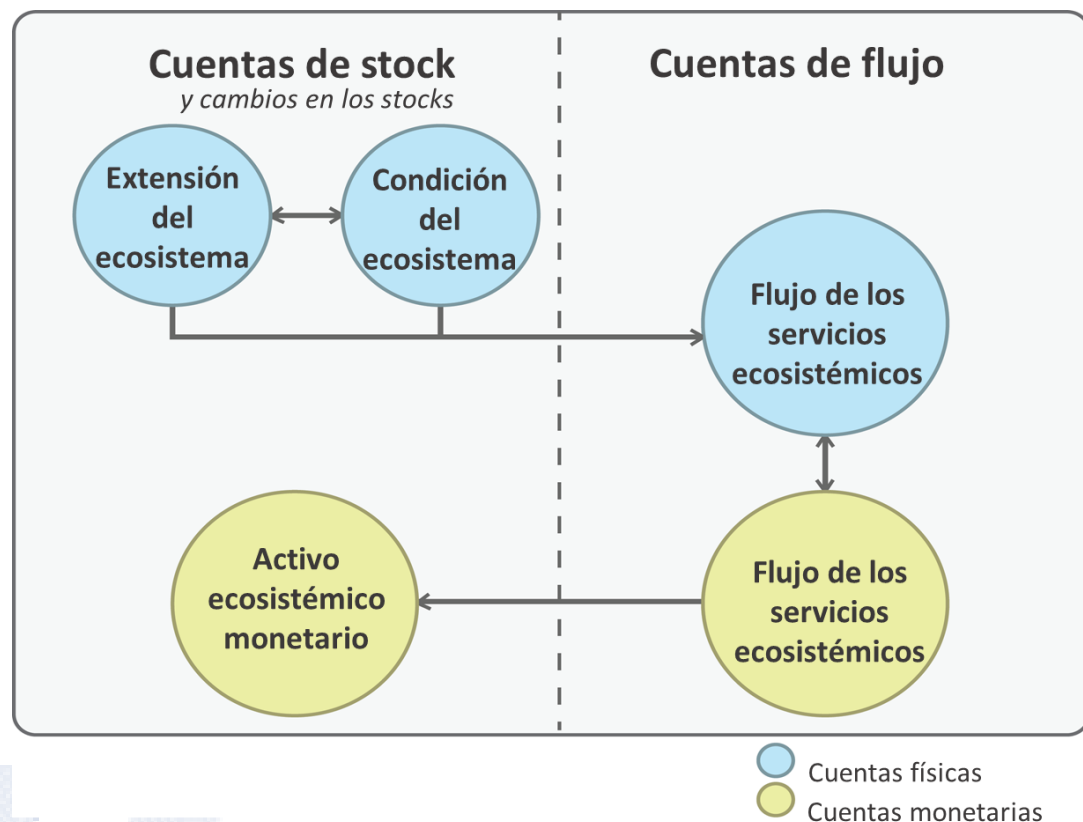 Cuentas de stock
y cambios en los stocks
Cuentas de flujo
Extensión
del
ecosistema
Condición
del
ecosistema
Flujo de los
servicios
ecosistémicos
Activo
ecosistémico
monetario
Flujo de los
servicios
ecosistémicos
Cuentas físicas
Cuentas monetarias